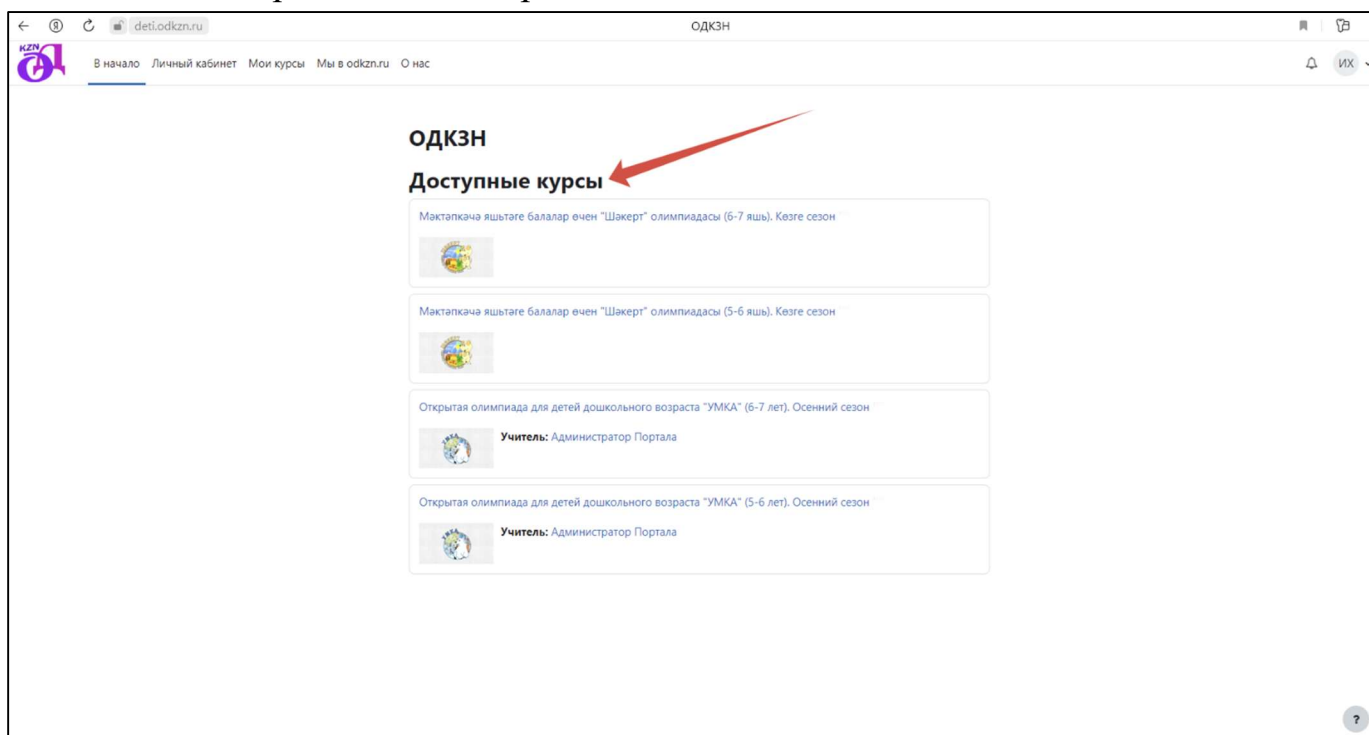 deti.odkzn.ru
ОДКЗН
KZN
В начало Личный кабинет Мои курсы Мы в odkzn.ru О нас
ИХ
ОДКЗН
Доступные курсы
Мәктәпкәчә яшьтәге балалар өчен "Шәкерт" олимпиадасы (6-7 яшь). Көзге сезон
Мәктәпкәчә яшьтәге балалар өчен "Шәкерт" олимпиадасы (5-6 яшь). Көзге сезон
Открытая олимпиада для детей дошкольного возраста "УМКА" (6-7 лет). Осенний сезон
Учитель: Администратор Портала
Открытая олимпиада для детей дошкольного возраста "УМКА" (5-6 лет). Осенний сезон
Учитель: Администратор Портала
?